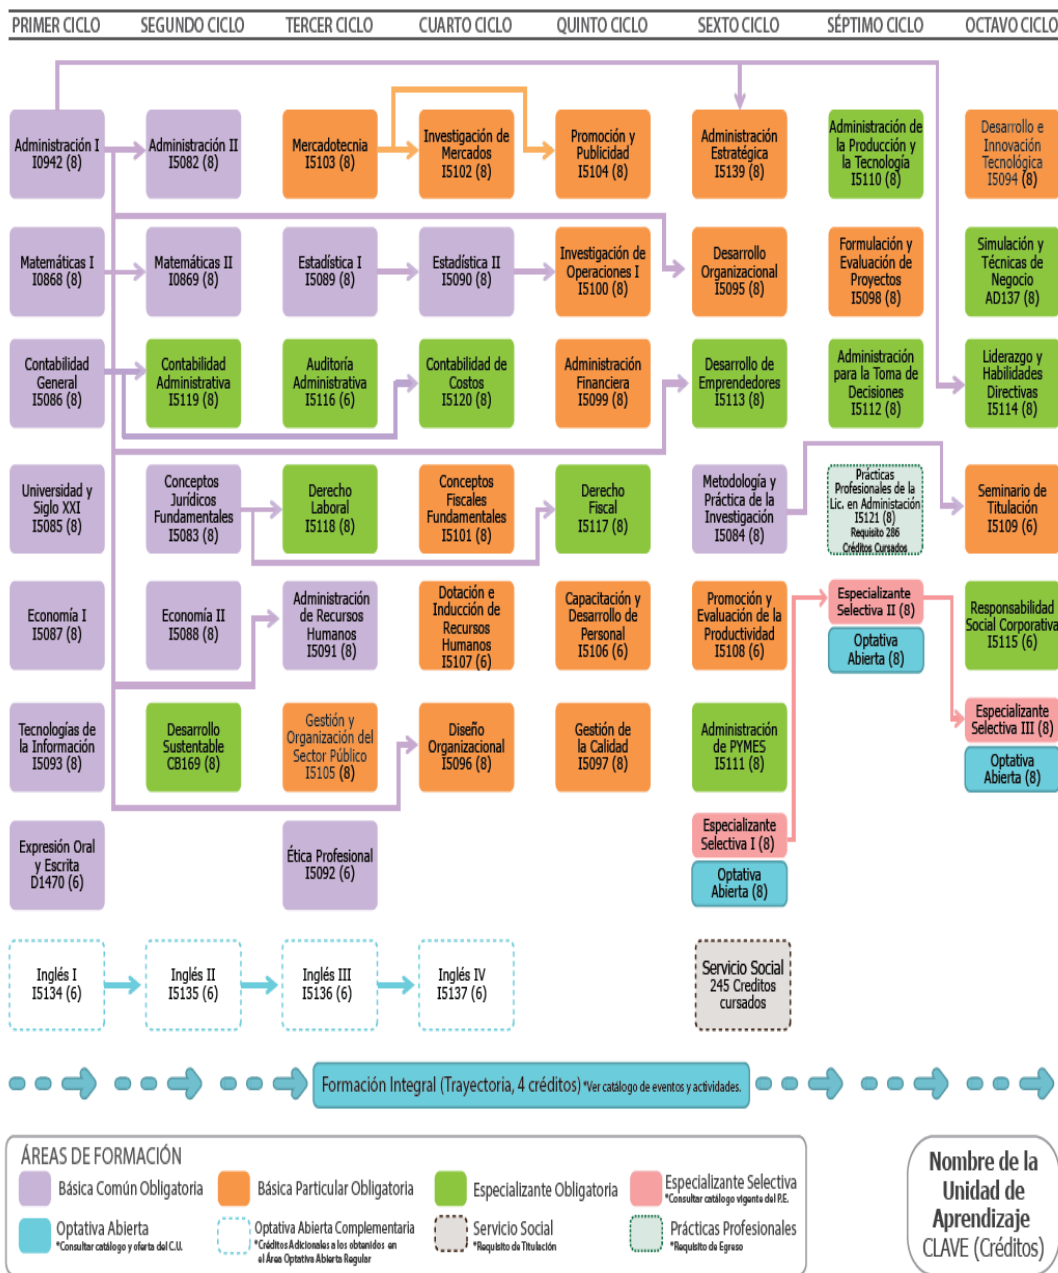 PRIMER CICLO
SEGUNDO CICLO
TERCER CICLO
CUARTO CICLO
QUINTO CICLO
SEXTO CICLO
SÉPTIMO CICLO
OCTAVO CICLO
Administración I
I0942 (8)
Administración II
I5082 (8)
Mercadotecnia
I5103 (8)
Investigación de
Mercados
I5102 (8)
Promoción y
Publicidad
I5104 (8)
Administración
Estratégica
I5139 (8)
Administración de
la Producción y
la Tecnología
I5110 (8)
Desarrollo e
Innovación
Tecnológica
I5094 (8)
Matemáticas I
I0868 (8)
Matemáticas II
I0869 (8)
Estadística I
I5089 (8)
Estadística II
I5090 (8)
Investigación de
Operaciones I
I5100 (8)
Desarrollo
Organizacional
I5095 (8)
Formulación y
Evaluación de
Proyectos
I5098 (8)
Simulación y
Técnicas de
Negocio
AD137 (8)
Contabilidad
General
I5086 (8)
Contabilidad
Administrativa
I5119 (8)
Auditoría
Administrativa
I5116 (6)
Contabilidad de
Costos
I5120 (8)
Administración
Financiera
I5099 (8)
Desarrollo de
Emprendedores
I5113 (8)
Administración
para la Toma de
Decisiones
I5112 (8)
Liderazgo y
Habilidades
Directivas
I5114 (8)
Universidad y
Siglo XXI
I5085 (8)
Conceptos
Jurídicos
Fundamentales
I5083 (8)
Derecho
Laboral
I5118 (8)
Conceptos
Fiscales
Fundamentales
I5101 (8)
Derecho
Fiscal
I5117 (8)
Metodología y
Práctica de la
Investigación
I5084 (8)
Prácticas
Profesionales de la
Lic. en Administación
I5121 (8)
Requisito 286
Créditos Cursados
Seminario de
Titulación
I5109 (6)
Economía I
I5087 (8)
Economía II
I5088 (8)
Administración
de Recursos
Humanos
I5091 (8)
Dotación e
Inducción de
Recursos
Humanos
I5107 (6)
Capacitación y
Desarrollo de
Personal
I5106 (6)
Promoción y
Evaluación de la
Productividad
I5108 (6)
Especializante
Selectiva II (8)
Optativa
Abierta (8)
Responsabilidad
Social Corporativa
I5115 (6)
Tecnologías de
la Información
I5093 (8)
Desarrollo
Sustentable
CB169 (8)
Gestión y
Organización del
Sector Público
I5105 (8)
Diseño
Organizacional
I5096 (8)
Gestión de
la Calidad
I5097 (8)
Administración
de PYMES
I5111 (8)
Especializante
Selectiva III (8)
Optativa
Abierta (8)
Expresión Oral
y Escrita
D1470 (6)
Ética Profesional
I5092 (6)
Especializante
Selectiva I (8)
Optativa
Abierta (8)
Inglés I
I5134 (6)
Inglés II
I5135 (6)
Inglés III
I5136 (6)
Inglés IV
I5137 (6)
Servicio Social
245 Creditos
cursados
Formación Integral (Trayectoria, 4 créditos) *Ver catálogo de eventos y actividades.
ÁREAS DE FORMACIÓN
Básica Común Obligatoria
Básica Particular Obligatoria
Especializante Obligatoria
Especializante Selectiva
*Consultar catálogo vigente del P.E.
Optativa Abierta
*Consultar catálogo y oferta del C.U.
Optativa Abierta Complementaria
*Créditos Adicionales a los obtenidos en
el Área Optativa Abierta Regular
Servicio Social
*Requisito de Titulación
Prácticas Profesionales
*Requisito de Egreso
Nombre de la
Unidad de
Aprendizaje
CLAVE (Créditos)